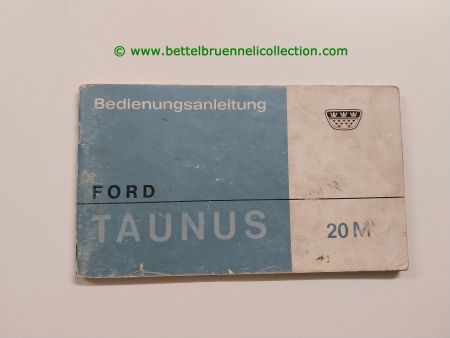 © www.bettelbruennelicollection.com
Bedienungsanleitung
FORD
TAUNUS
20 M